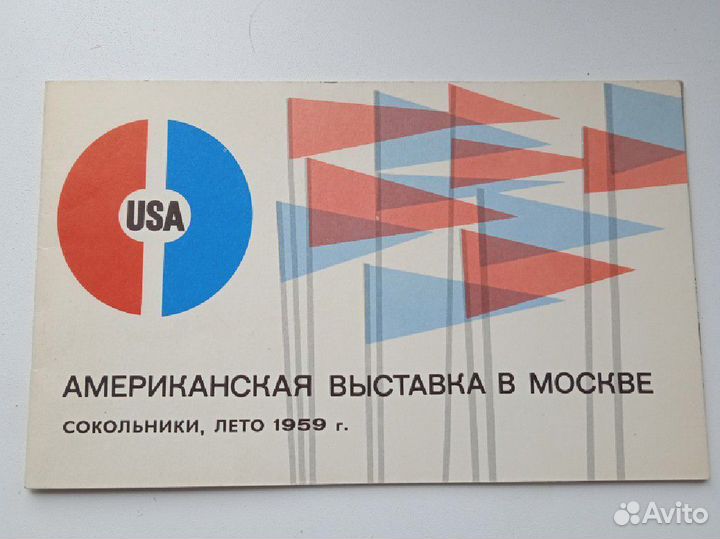 USA
АМЕРИКАНСКАЯ ВЫСТАВКА В МОСКВЕ
СОКОЛЬНИКИ, ЛЕТО 1959 г.
Avito